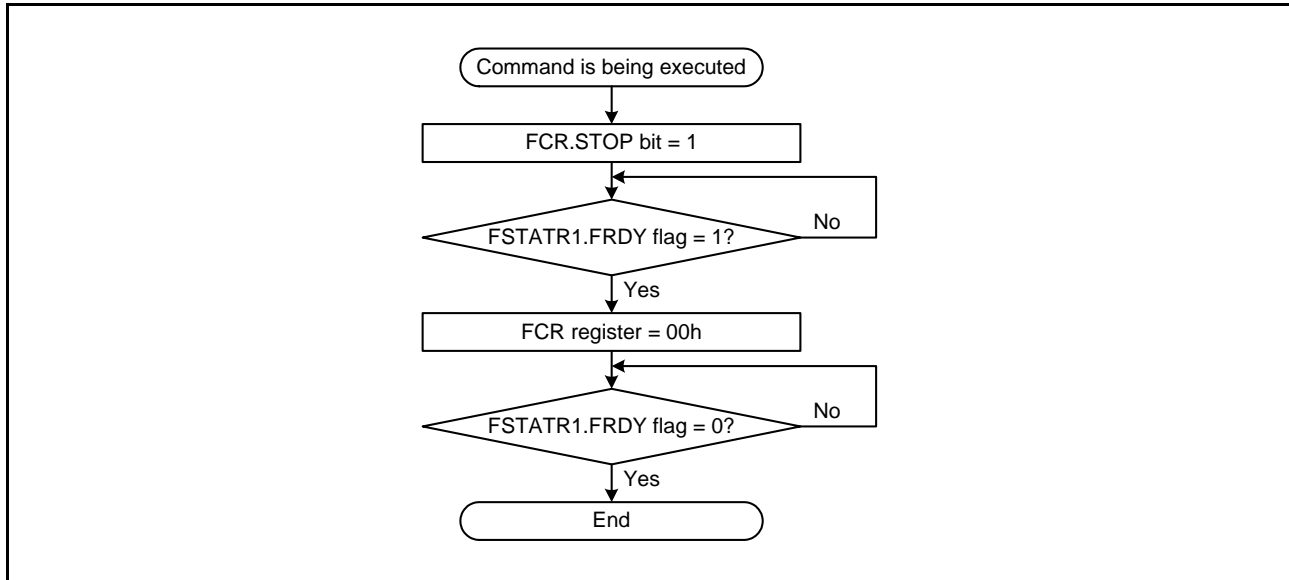 Command is being executed
FCR.STOP bit = 1
FSTATR1.FRDY flag = 1?
No
Yes
FCR register = 00h
FSTATR1.FRDY flag = 0?
No
Yes
End